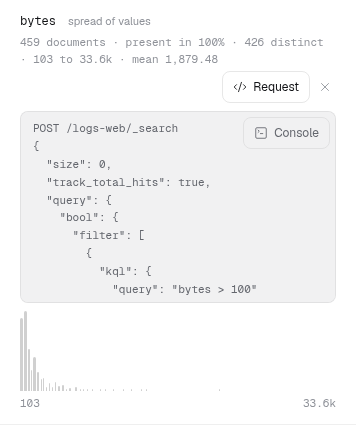 bytes spread of values
459 documents · present in 100% · 426 distinct
· 103 to 33.6k · mean 1,879.48
</> Request ×
POST /logs-web/_search
Console
{
"size": 0,
"track_total_hits": true,
"query": {
"bool": {
"filter": [
{
"kql": {
"query": "bytes > 100"
103 33.6k